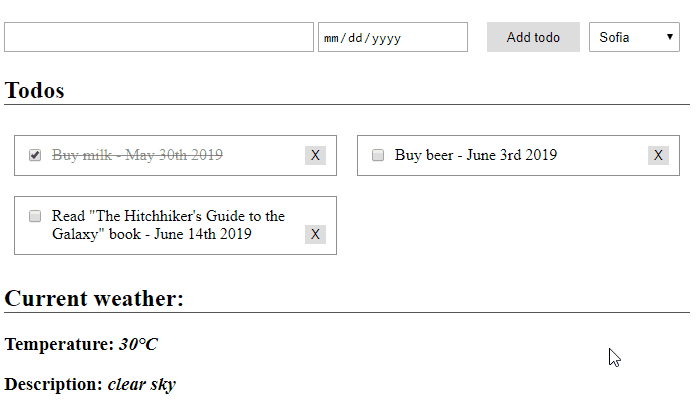 mm/dd/yyyy Add todo Sofia
Todos
Buy milk - May 30th 2019 X
Buy beer - June 3rd 2019 X
Read "The Hitchhiker's Guide to the
Galaxy" book - June 14th 2019 X
Current weather:
Temperature: 30°C
Description: clear sky